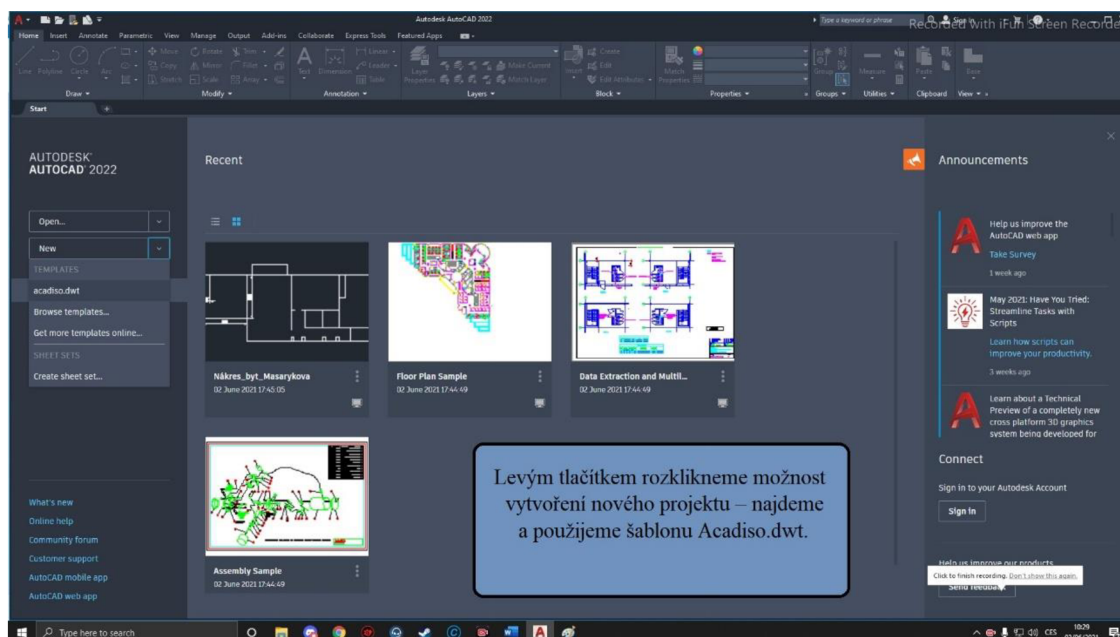 Autodesk AutoCAD 2022
Type a keyword or phrase
Sign In
Recorded with iFun Screen Recorde
Home Insert Annotate Parametric View Manage Output Add-ins Collaborate Express Tools Featured Apps
Line Polyline Circle Arc
Move Rotate Trim
Copy Mirror Fillet
Stretch Scale Array
Text Dimension
Linear
Leader
Table
Layer
Properties
Make Current
Match Layer
Insert
Create
Edit
Edit Attributes
Match
Properties
Group
Measure
Paste
Base
Draw Modify Annotation Layers Block Properties Groups Utilities Clipboard View
Start
AUTODESK
AUTOCAD 2022
Open...
New
TEMPLATES
acadiso.dwt
Browse templates...
Get more templates online...
SHEET SETS
Create sheet set...
What's new
Online help
Community forum
Customer support
AutoCAD mobile app
AutoCAD web app
Recent
Nákres_byt_Masarykova
02 June 2021 17:45:05
Floor Plan Sample
02 June 2021 17:44:49
Data Extraction and Multil...
02 June 2021 17:44:49
Assembly Sample
02 June 2021 17:44:49
Levým tlačítkem rozklikneme možnost
vytvoření nového projektu – najdeme
a použijeme šablonu Acadiso.dwt.
Announcements
Help us improve the
AutoCAD web app
Take Survey
1 week ago
May 2021: Have You Tried:
Streamline Tasks with
Scripts
Learn how scripts can
improve your productivity.
3 weeks ago
Learn about a Technical
Preview of a completely new
cross platform 3D graphics
system being developed for
Connect
Sign in to your Autodesk Account
Sign in
Help us improve our products
Click to finish recording. Don't show this again.
Send feedback
Type here to search
CES
10:29